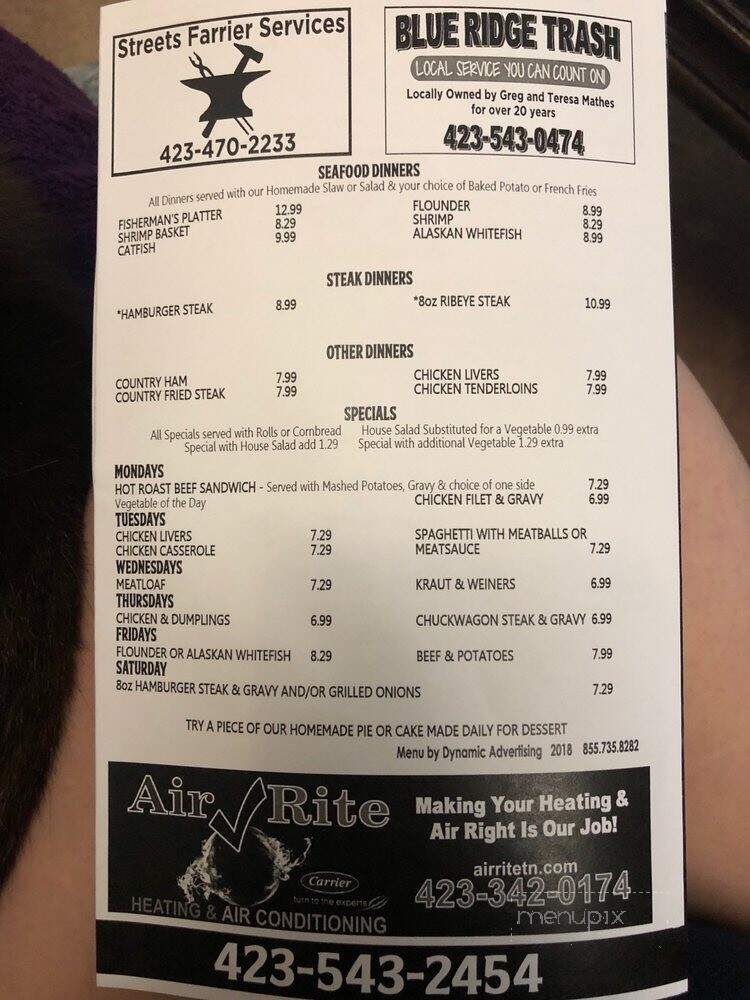 Streets Farrier Services
423-470-2233
BLUE RIDGE TRASH
LOCAL SERVICE YOU CAN COUNT ON!
Locally Owned by Greg and Teresa Mathes
for over 20 years
423-543-0474
SEAFOOD DINNERS
All Dinners served with our Homemade Slaw or Salad & your choice of Baked Potato or French Fries
FISHERMAN'S PLATTER 12.99 FLOUNDER 8.99
SHRIMP BASKET 8.29 SHRIMP 8.29
CATFISH 9.99 ALASKAN WHITEFISH 8.99
STEAK DINNERS
*HAMBURGER STEAK 8.99 *8oz RIBEYE STEAK 10.99
OTHER DINNERS
COUNTRY HAM 7.99 CHICKEN LIVERS 7.99
COUNTRY FRIED STEAK 7.99 CHICKEN TENDERLOINS 7.99
SPECIALS
All Specials served with Rolls or Cornbread House Salad Substituted for a Vegetable 0.99 extra
Special with House Salad add 1.29 Special with additional Vegetable 1.29 extra
MONDAYS
HOT ROAST BEEF SANDWICH - Served with Mashed Potatoes, Gravy & choice of one side 7.29
Vegetable of the Day CHICKEN FILET & GRAVY 6.99
TUESDAYS
CHICKEN LIVERS 7.29 SPAGHETTI WITH MEATBALLS OR
CHICKEN CASSEROLE 7.29 MEATSAUCE 7.29
WEDNESDAYS
MEATLOAF 7.29 KRAUT & WEINERS 6.99
THURSDAYS
CHICKEN & DUMPLINGS 6.99 CHUCKWAGON STEAK & GRAVY 6.99
FRIDAYS
FLOUNDER OR ALASKAN WHITEFISH 8.29 BEEF & POTATOES 7.99
SATURDAY
8oz HAMBURGER STEAK & GRAVY AND/OR GRILLED ONIONS 7.29
TRY A PIECE OF OUR HOMEMADE PIE OR CAKE MADE DAILY FOR DESSERT
Menu by Dynamic Advertising 2018 855.735.8282
Air Rite
Carrier
turn to the experts
HEATING & AIR CONDITIONING
Making Your Heating &
Air Right Is Our Job!
airritetn.com
423-342-0174
menupix
423-543-2454